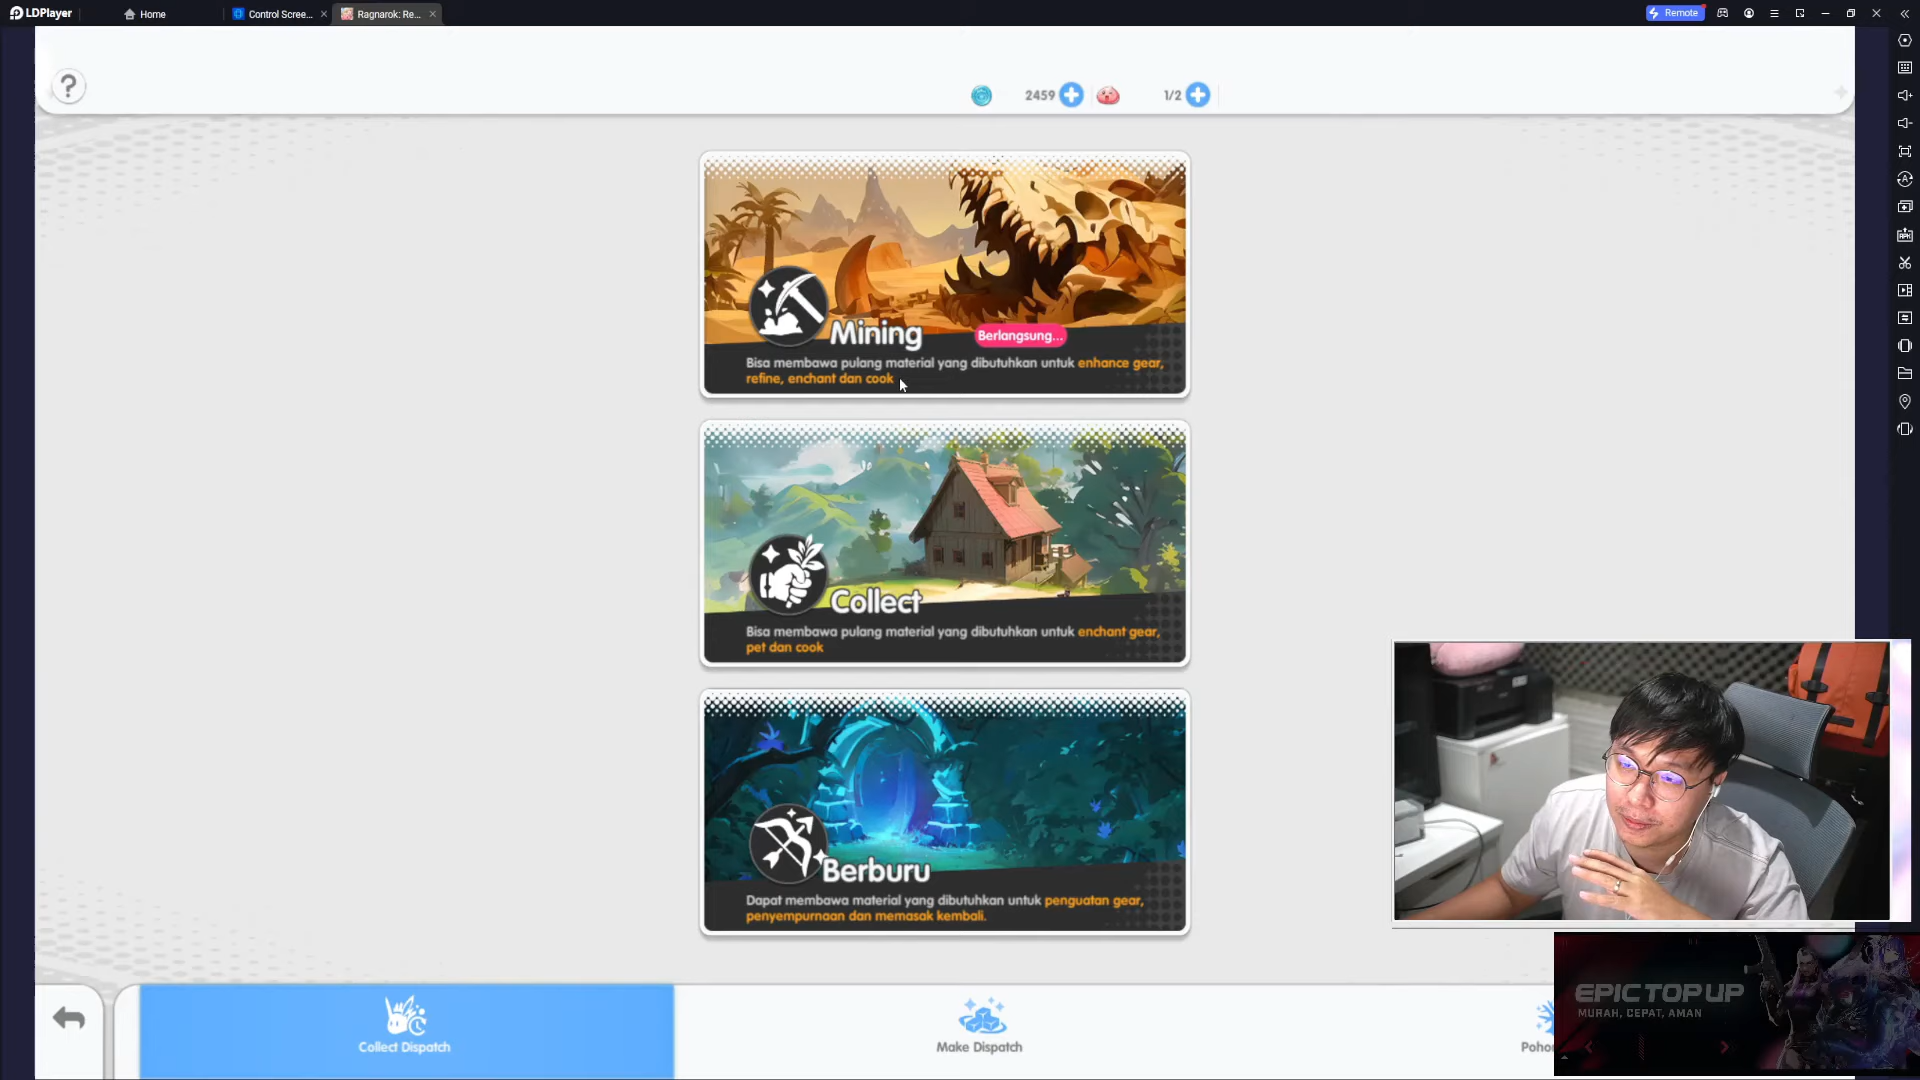 LDPlayer
Home
Control Scree...
Ragnarok: Re...
Remote
?
2459
1/2
Mining
Berlangsung...
Bisa membawa pulang material yang dibutuhkan untuk enhance gear,
refine, enchant dan cook
Collect
Bisa membawa pulang material yang dibutuhkan untuk enchant gear,
pet dan cook
Berburu
Dapat membawa material yang dibutuhkan untuk penguatan gear,
penyempurnaan dan memasak kembali.
Collect Dispatch
Make Dispatch
Poho
EPIC TOP UP
MURAH, CEPAT, AMAN